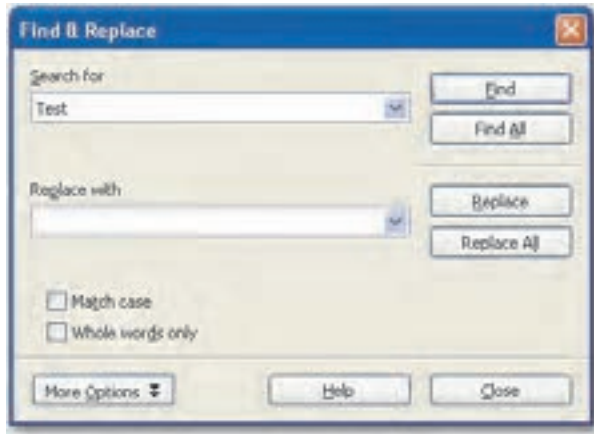 Find & Replace
Search for
Test
Find
Find All
Replace with
Replace
Replace All
Match case
Whole words only
More Options
Help
Close